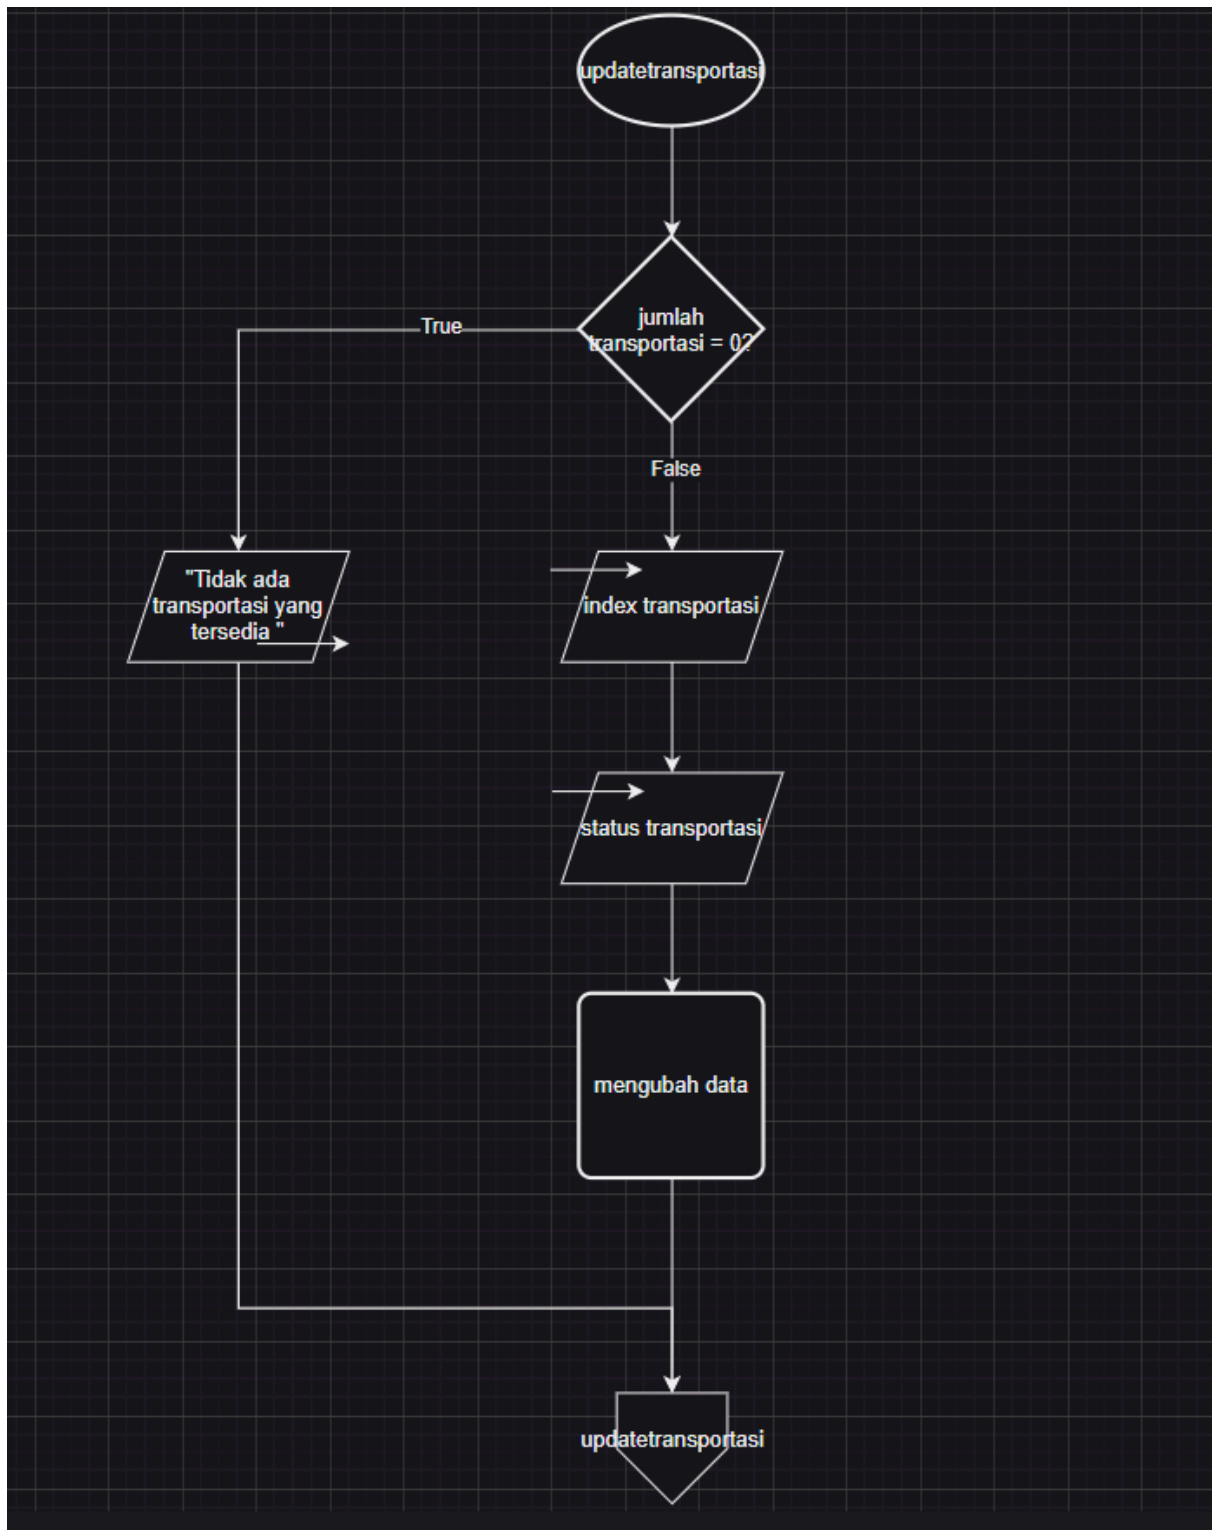 updatetransportasi
jumlah
transportasi = 0?
True
False
"Tidak ada
transportasi yang
tersedia "
index transportasi
status transportasi
mengubah data
updatetransportasi